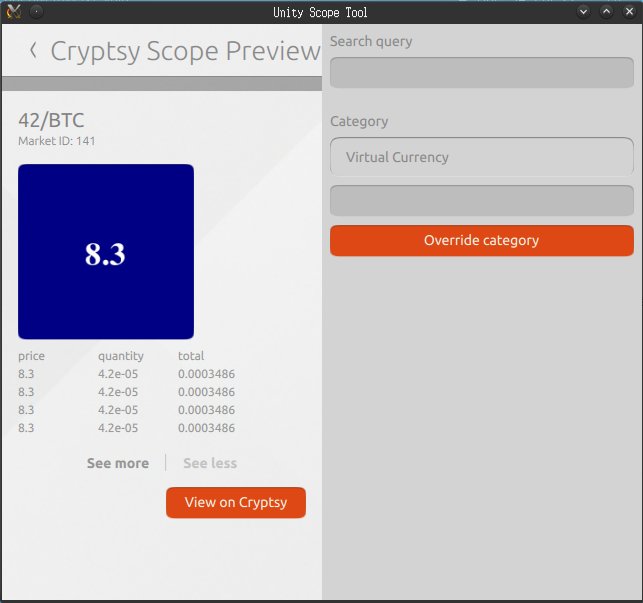 Unity Scope Tool
Cryptsy Scope Preview
42/BTC
Market ID: 141
8.3
price quantity total
8.3 4.2e-05 0.0003486
8.3 4.2e-05 0.0003486
8.3 4.2e-05 0.0003486
8.3 4.2e-05 0.0003486
See more See less
View on Cryptsy
Search query
Category
Virtual Currency
Override category